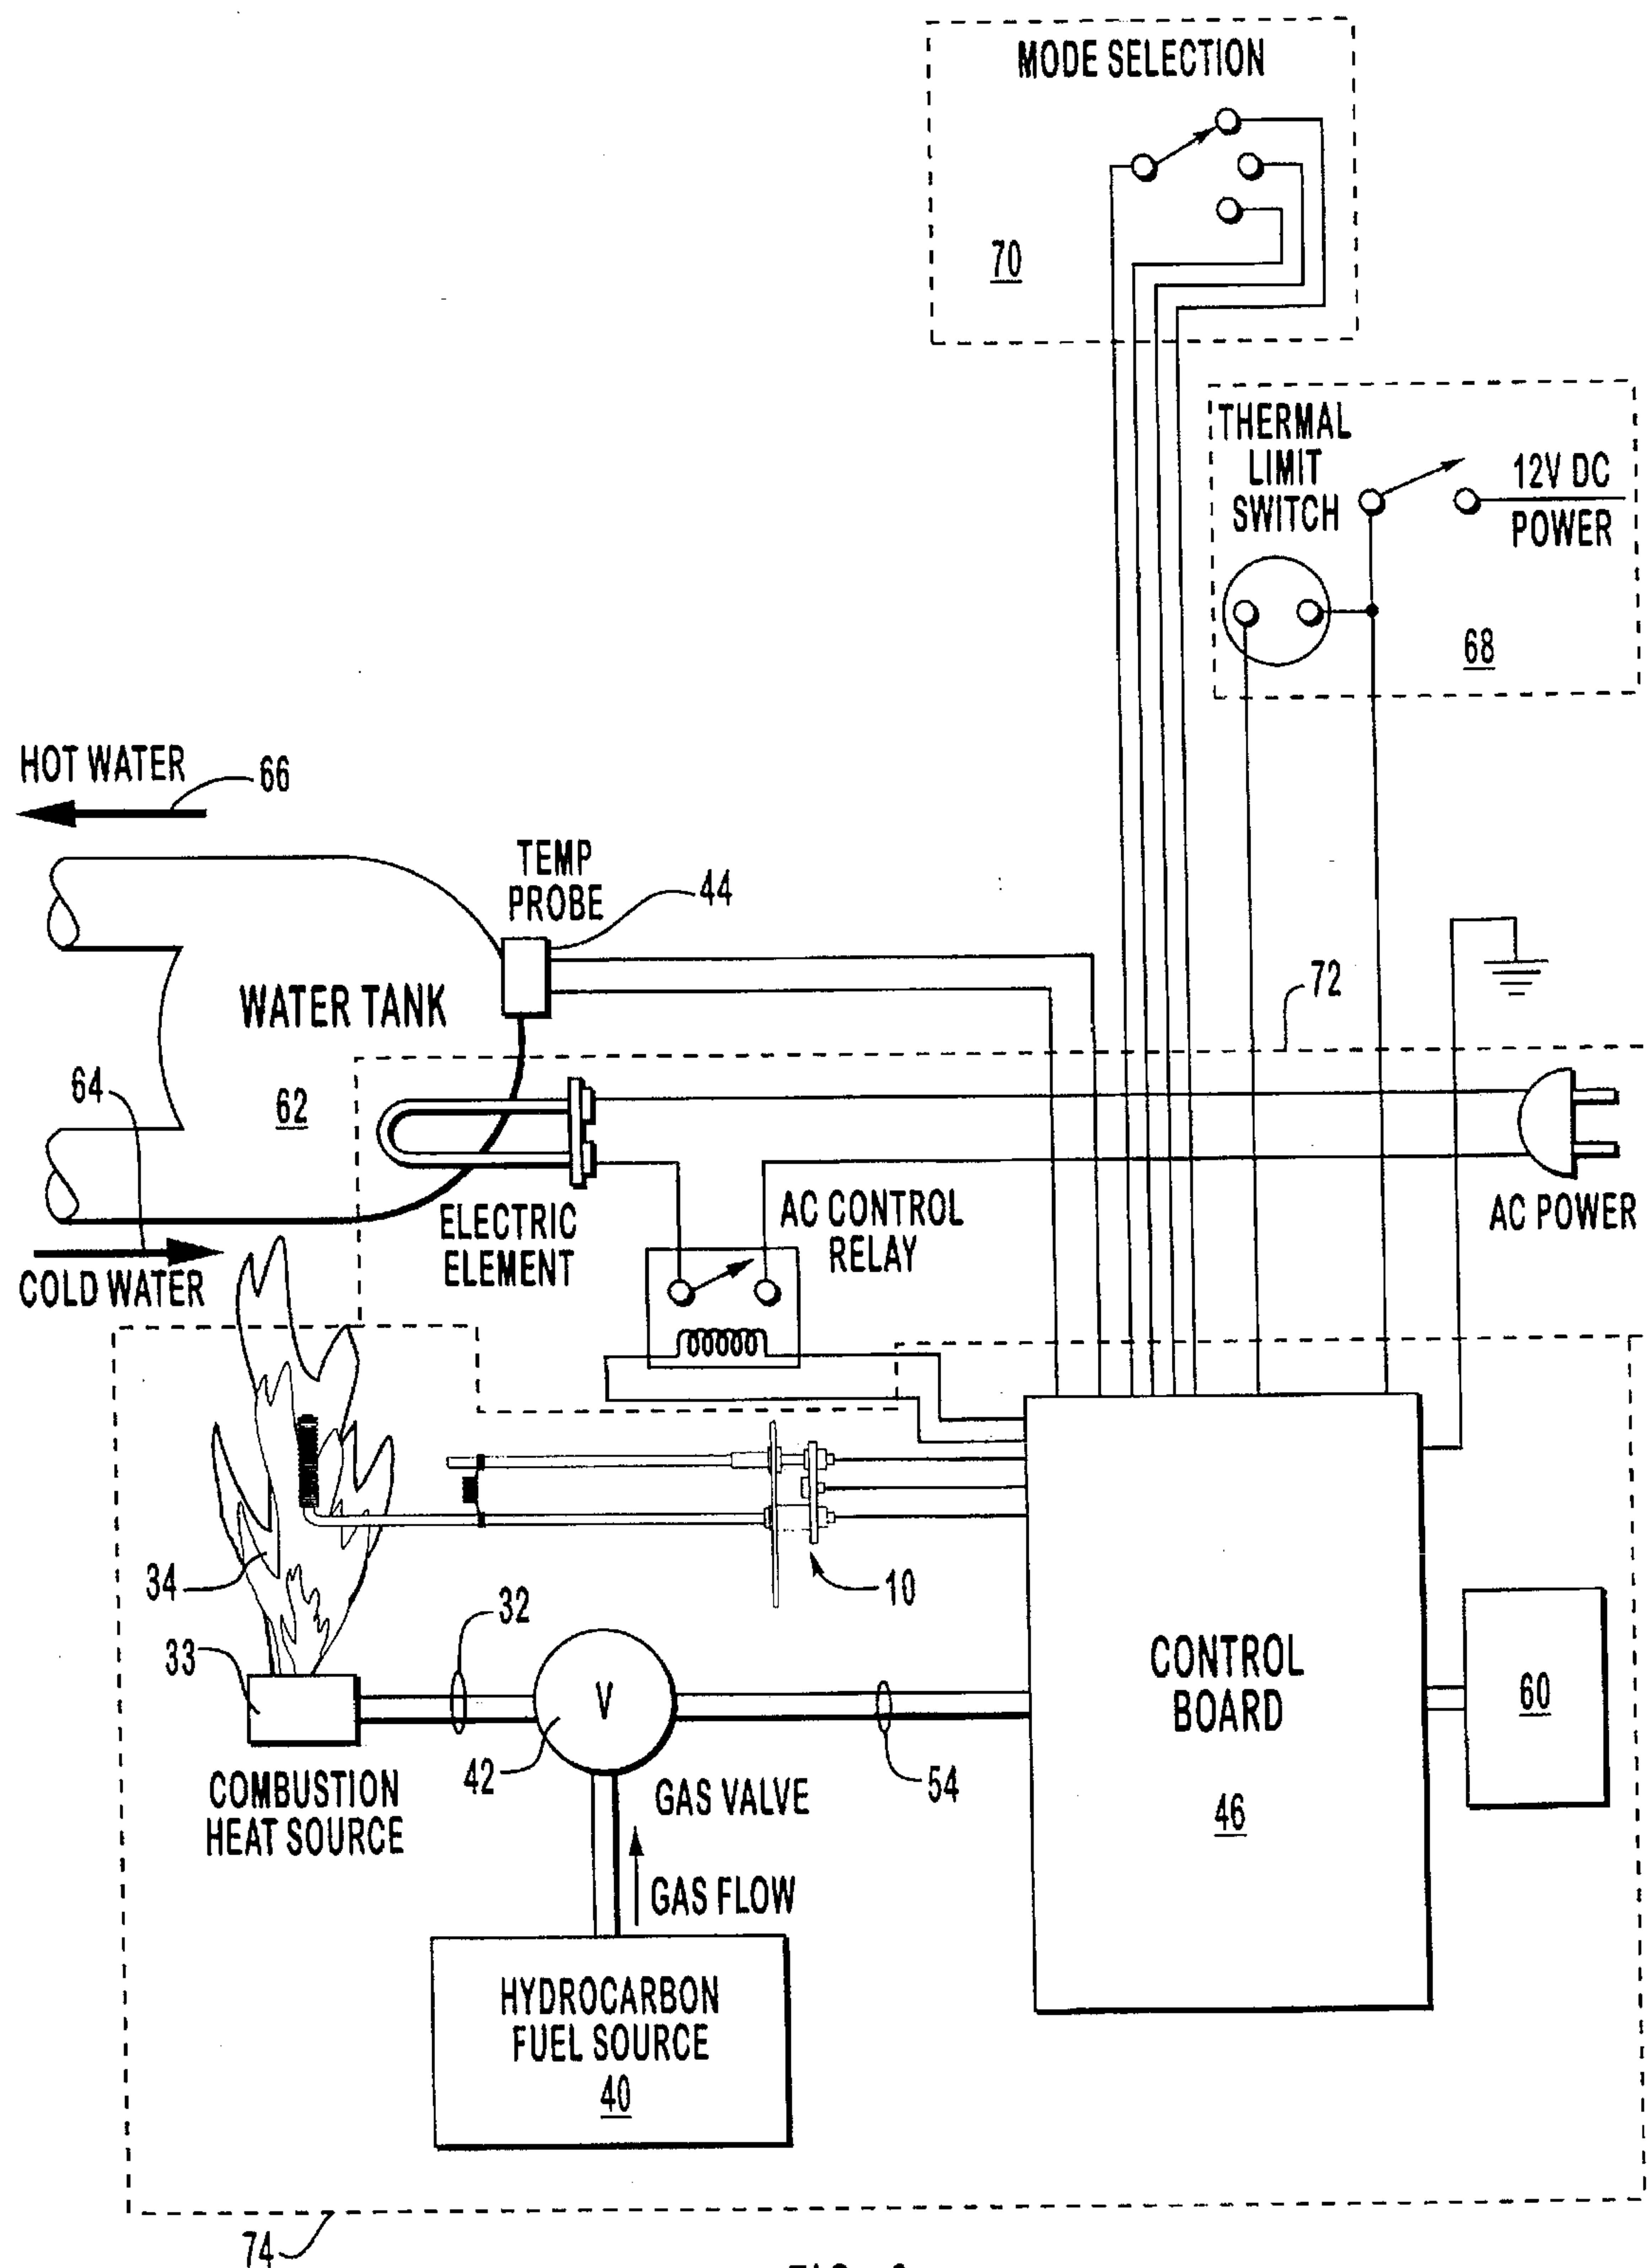 MODE SELECTION
70
THERMAL
LIMIT
SWITCH
12V DC
POWER
68
HOT WATER
66
TEMP
PROBE
44
WATER TANK
72
64
62
COLD WATER
ELECTRIC
ELEMENT
AC CONTROL
RELAY
AC POWER
34
10
32
33
V
CONTROL
BOARD
46
60
42
54
COMBUSTION
HEAT SOURCE
GAS VALVE
GAS FLOW
HYDROCARBON
FUEL SOURCE
40
74